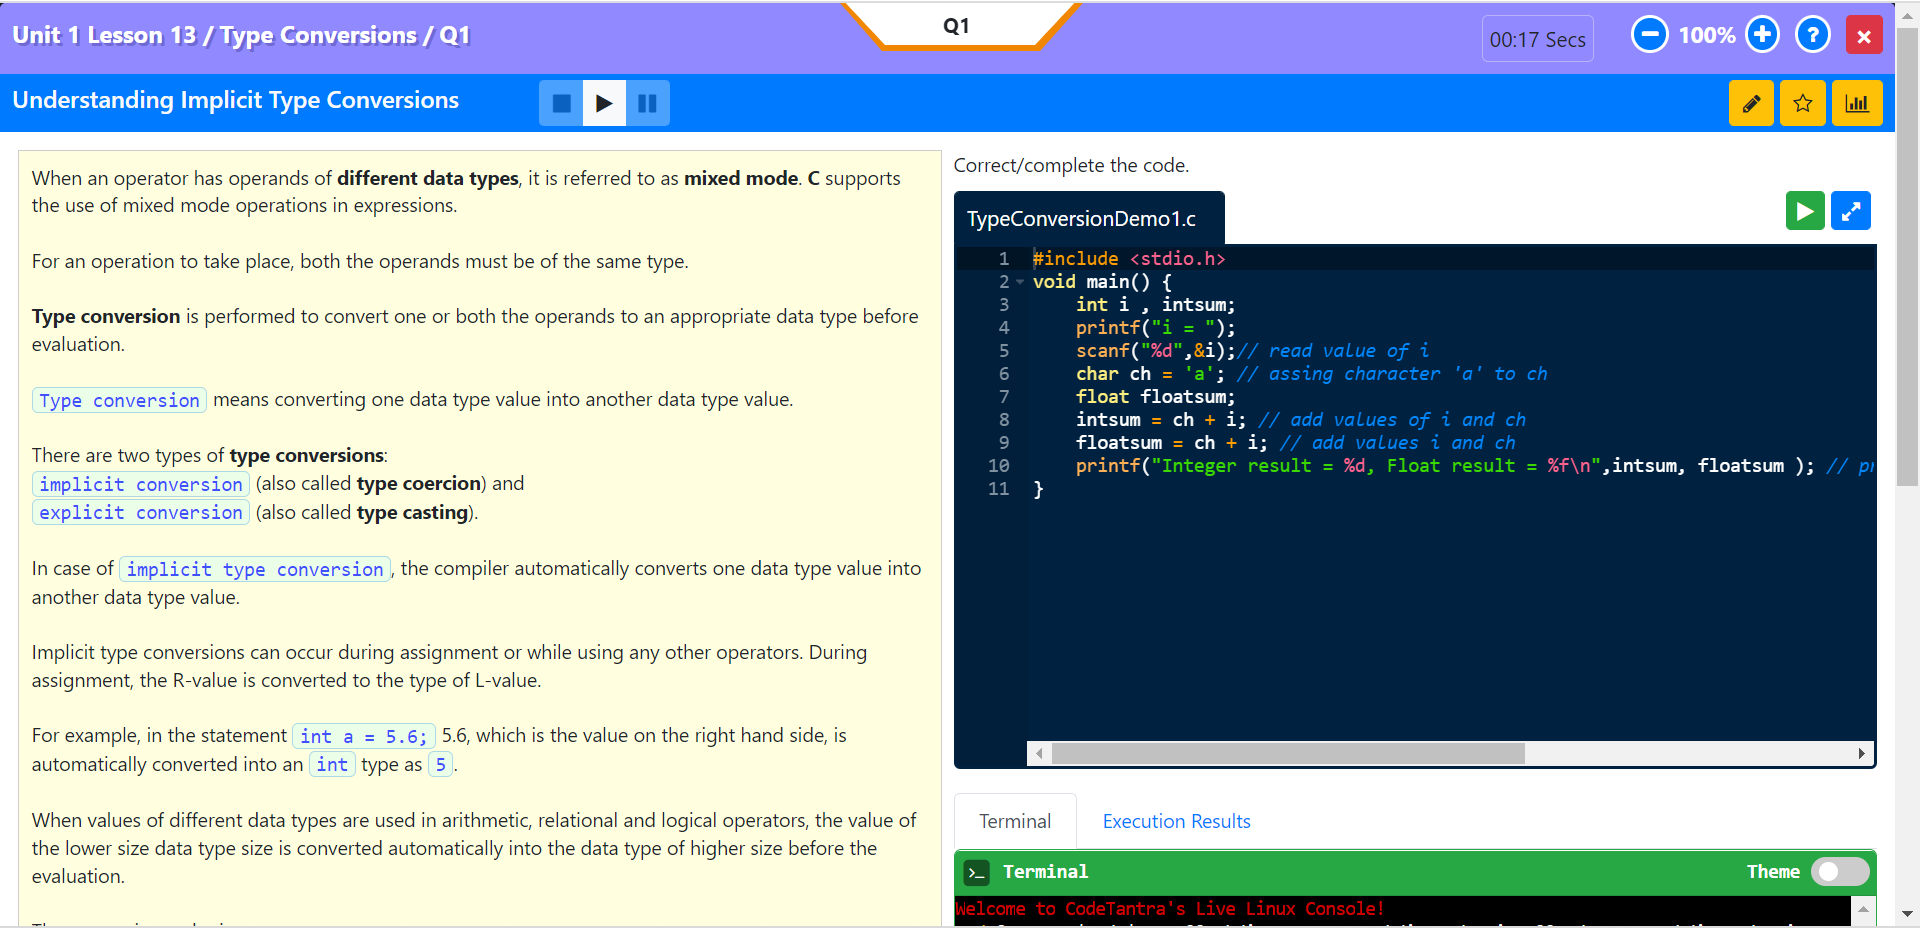 Unit 1 Lesson 13 / Type Conversions / Q1
Q1
00:17 Secs
100%
Understanding Implicit Type Conversions
When an operator has operands of different data types, it is referred to as mixed mode. C supports
the use of mixed mode operations in expressions.
For an operation to take place, both the operands must be of the same type.
Type conversion is performed to convert one or both the operands to an appropriate data type before
evaluation.
Type conversion means converting one data type value into another data type value.
There are two types of type conversions:
implicit conversion (also called type coercion) and
explicit conversion (also called type casting).
In case of implicit type conversion, the compiler automatically converts one data type value into
another data type value.
Implicit type conversions can occur during assignment or while using any other operators. During
assignment, the R-value is converted to the type of L-value.
For example, in the statement int a = 5.6; 5.6, which is the value on the right hand side, is
automatically converted into an int type as 5.
When values of different data types are used in arithmetic, relational and logical operators, the value of
the lower size data type size is converted automatically into the data type of higher size before the
evaluation.
Correct/complete the code.
TypeConversionDemo1.c
1 #include <stdio.h>
2 void main() {
3 int i , intsum;
4 printf("i = ");
5 scanf("%d",&i);// read value of i
6 char ch = 'a'; // assing character 'a' to ch
7 float floatsum;
8 intsum = ch + i; // add values of i and ch
9 floatsum = ch + i; // add values i and ch
10 printf("Integer result = %d, Float result = %f\n",intsum, floatsum ); //
11 }
Terminal
Execution Results
Terminal
Theme
Welcome to CodeTantra's Live Linux Console!